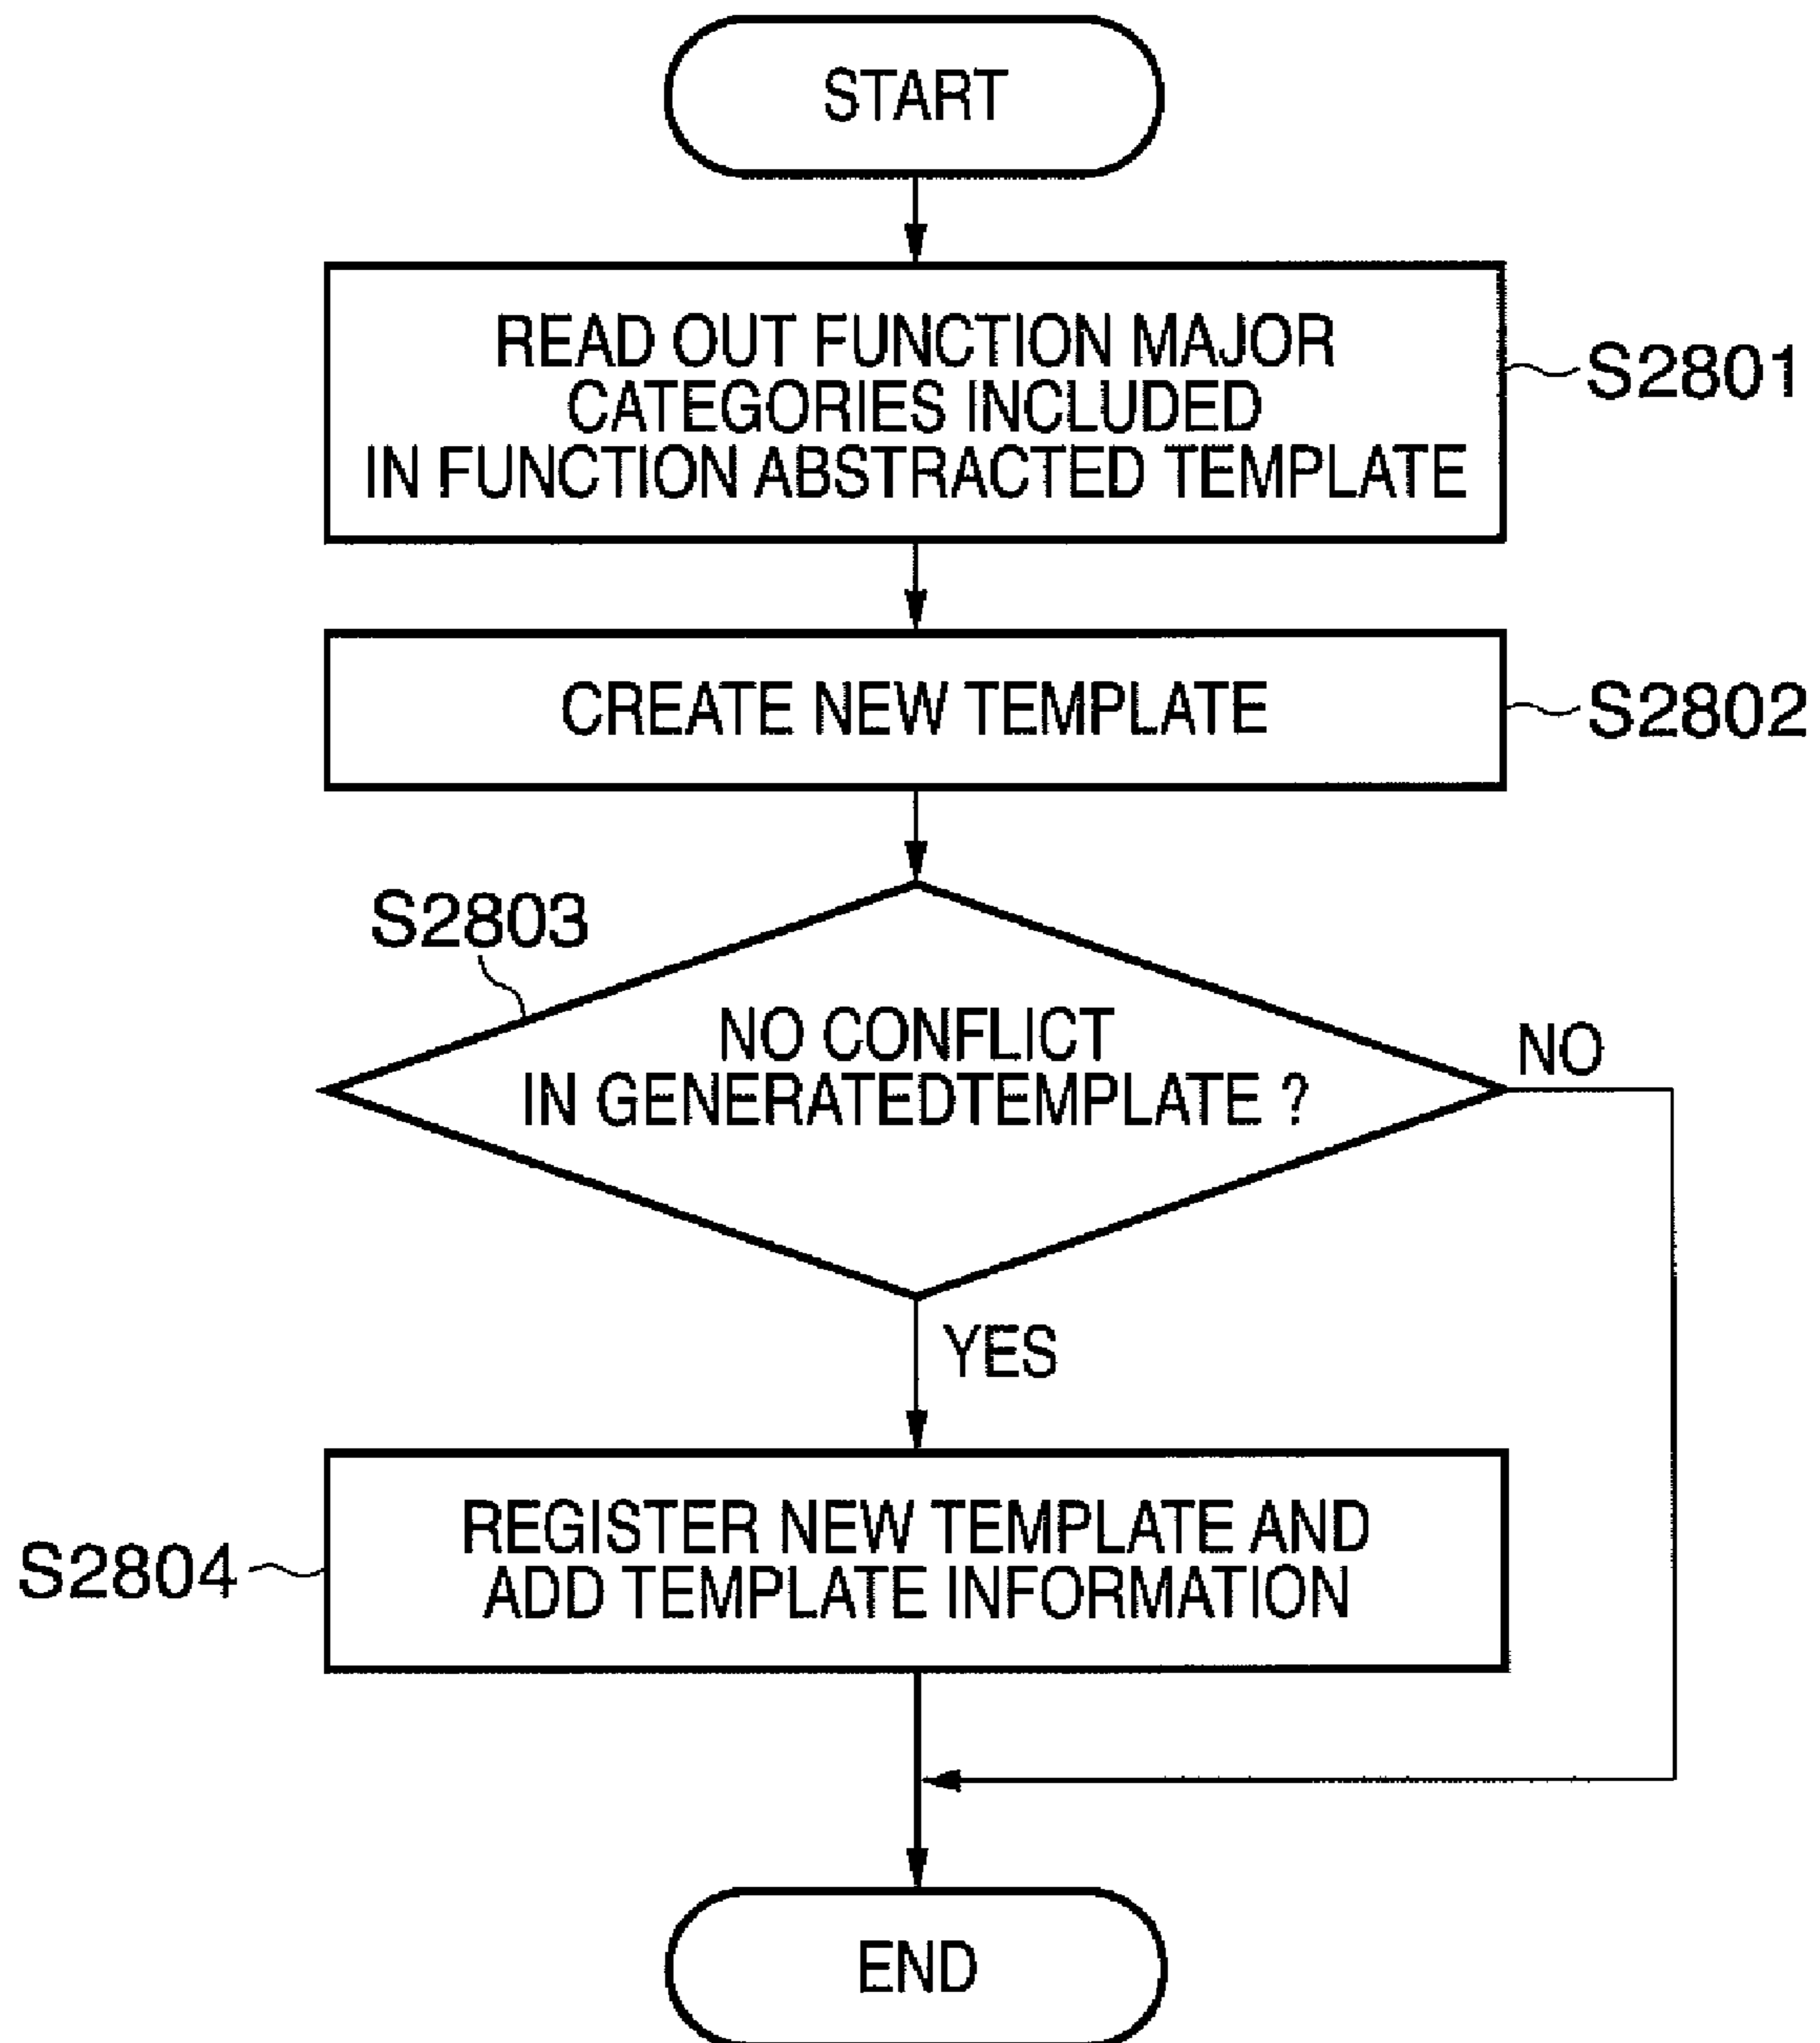 START
READ OUT FUNCTION MAJOR
CATEGORIES INCLUDED
IN FUNCTION ABSTRACTED TEMPLATE
S2801
CREATE NEW TEMPLATE
S2802
S2803
NO CONFLICT
IN GENERATEDTEMPLATE ?
NO
YES
REGISTER NEW TEMPLATE AND
ADD TEMPLATE INFORMATION
S2804
END